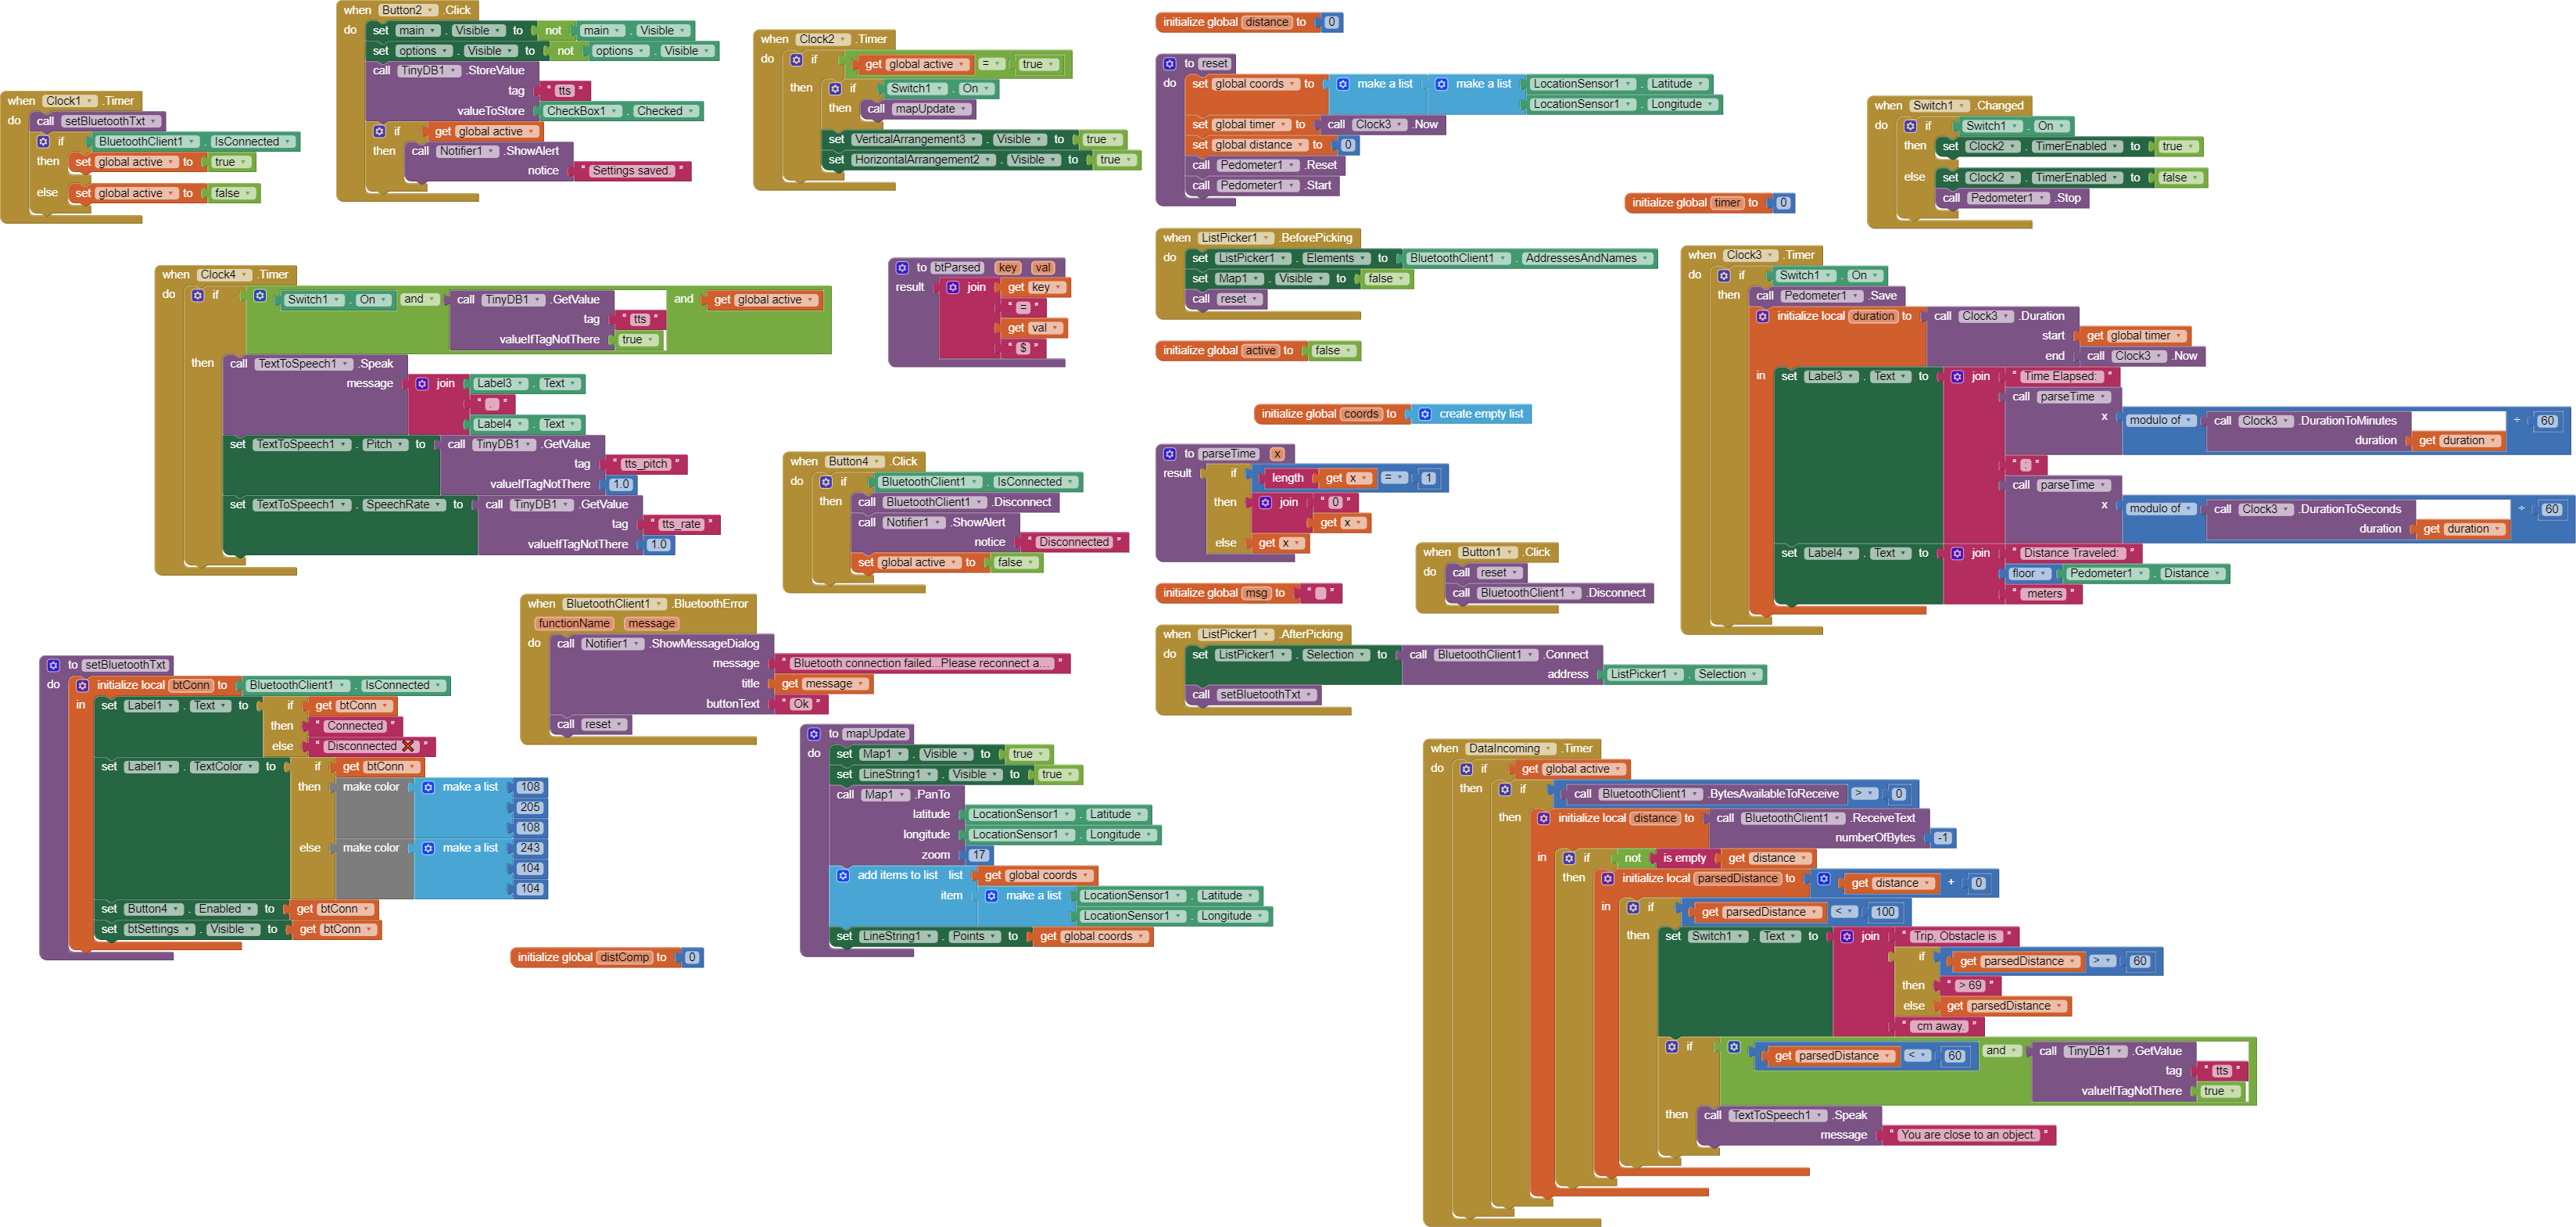 when Clock1 .Timer
do call setBluetoothTxt
if BluetoothClient1 . IsConnected
then set global active to true
else set global active to false
when Button2 .Click
do set main . Visible to not main . Visible
set options . Visible to not options . Visible
call TinyDB1 .StoreValue
tag " tts "
valueToStore CheckBox1 . Checked
if get global active
then call Notifier1 .ShowAlert
notice " Settings saved. "
when Clock2 .Timer
do if get global active = true
then if Switch1 . On
then call mapUpdate
set VerticalArrangement3 . Visible to true
set HorizontalArrangement2 . Visible to true
initialize global distance to 0
to reset
do set global coords to make a list make a list LocationSensor1 . Latitude
LocationSensor1 . Longitude
set global timer to call Clock3 .Now
set global distance to 0
call Pedometer1 .Reset
call Pedometer1 .Start
initialize global timer to 0
when Switch1 .Changed
do if Switch1 . On
then set Clock2 . TimerEnabled to true
else set Clock2 . TimerEnabled to false
call Pedometer1 .Stop
when Clock4 .Timer
do if Switch1 . On and call TinyDB1 .GetValue and get global active
tag " tts "
valueIfTagNotThere true
then call TextToSpeech1 .Speak
message join Label3 . Text
" . "
Label4 . Text
set TextToSpeech1 . Pitch to call TinyDB1 .GetValue
tag " tts_pitch "
valueIfTagNotThere 1.0
set TextToSpeech1 . SpeechRate to call TinyDB1 .GetValue
tag " tts_rate "
valueIfTagNotThere 1.0
to btParsed key val
result join get key
" = "
get val
" $ "
when ListPicker1 .BeforePicking
do set ListPicker1 . Elements to BluetoothClient1 . AddressesAndNames
set Map1 . Visible to false
call reset
initialize global active to false
initialize global coords to create empty list
when Clock3 .Timer
do if Switch1 . On
then call Pedometer1 .Save
initialize local duration to call Clock3 .Duration
start get global timer
end call Clock3 .Now
in set Label3 . Text to join " Time Elapsed: "
call parseTime
x modulo of call Clock3 .DurationToMinutes ÷ 60
duration get duration
" : "
call parseTime
x modulo of call Clock3 .DurationToSeconds ÷ 60
duration get duration
set Label4 . Text to join " Distance Traveled: "
floor Pedometer1 . Distance
" meters "
when Button4 .Click
do if BluetoothClient1 . IsConnected
then call BluetoothClient1 .Disconnect
call Notifier1 .ShowAlert
notice " Disconnected "
set global active to false
to parseTime x
result if length get x = 1
then join " 0 "
get x
else get x
when Button1 .Click
do call reset
call BluetoothClient1 .Disconnect
initialize global msg to " "
when BluetoothClient1 .BluetoothError
functionName message
do call Notifier1 .ShowMessageDialog
message " Bluetooth connection failed...Please reconnect a... "
title get message
buttonText " Ok "
call reset
when ListPicker1 .AfterPicking
do set ListPicker1 . Selection to call BluetoothClient1 .Connect
address ListPicker1 . Selection
call setBluetoothTxt
to setBluetoothTxt
do initialize local btConn to BluetoothClient1 . IsConnected
in set Label1 . Text to if get btConn
then " Connected "
else " Disconnected ❌ "
set Label1 . TextColor to if get btConn
then make color make a list 108
205
108
else make color make a list 243
104
104
set Button4 . Enabled to get btConn
set btSettings . Visible to get btConn
initialize global distComp to 0
to mapUpdate
do set Map1 . Visible to true
set LineString1 . Visible to true
call Map1 .PanTo
latitude LocationSensor1 . Latitude
longitude LocationSensor1 . Longitude
zoom 17
add items to list list get global coords
item make a list LocationSensor1 . Latitude
LocationSensor1 . Longitude
set LineString1 . Points to get global coords
when DataIncoming .Timer
do if get global active
then if call BluetoothClient1 .BytesAvailableToReceive > 0
then initialize local distance to call BluetoothClient1 .ReceiveText
numberOfBytes -1
in if not is empty get distance
then initialize local parsedDistance to get distance + 0
in if get parsedDistance < 100
then set Switch1 . Text to join " Trip, Obstacle is "
if get parsedDistance > 60
then " > 69 "
else get parsedDistance
" cm away. "
if get parsedDistance < 60 and call TinyDB1 .GetValue
tag " tts "
valueIfTagNotThere true
then call TextToSpeech1 .Speak
message " You are close to an object. "